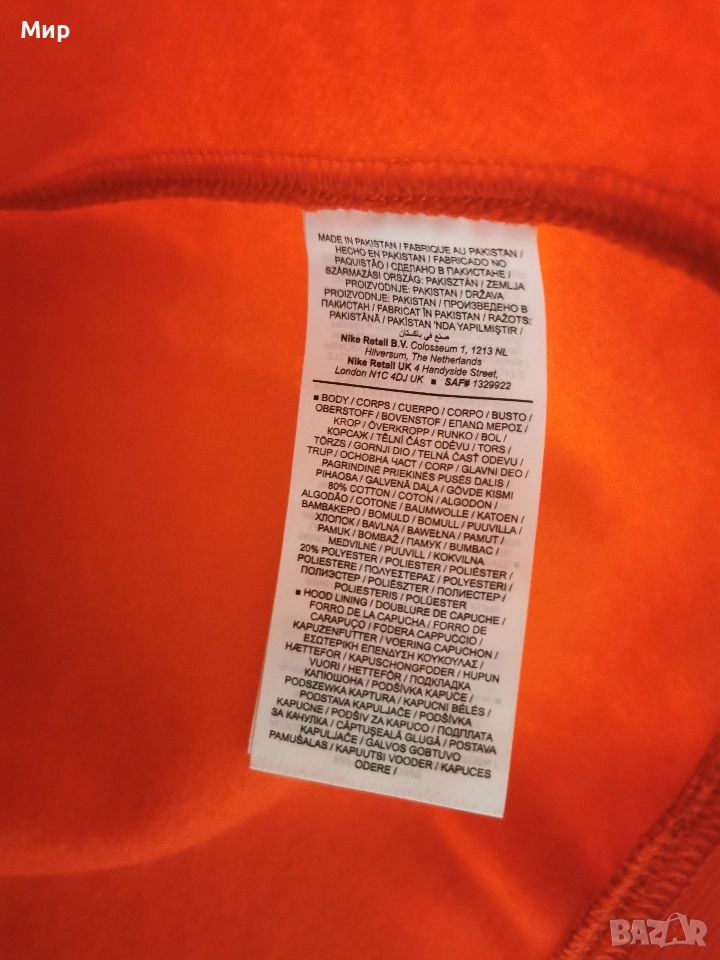 Мир
MADE IN PAKISTAN / FABRIQUE AU PAKISTAN /
HECHO EN PAKISTAN / FABRICADO NO
PAQUISTÃO / СДЕЛАНО В ПАКИСТАНЕ /
SZÁRMAZÁSI ORSZÁG: PAKISZTÁN / ZEMLJA
PROIZVODNJE: PAKISTAN / DRŽAVA
PROIZVODNJE: PAKISTAN / ПРОИЗВЕДЕНО В
ПАКИСТАН / FABRICAT ÎN PAKISTAN / RAŽOTS:
PAKISTĀNĀ / PAKİSTAN 'NDA YAPILMIŞTIR /
صنع في باكستان
Nike Retail B.V. Colosseum 1, 1213 NL
Hilversum, The Netherlands
Nike Retail UK 4 Handyside Street,
London N1C 4DJ UK ■ SAF# 1329922
■ BODY / CORPS / CUERPO / CORPO / BUSTO /
OBERSTOFF / BOVENSTOF / ΕΠΑΝΩ ΜΕΡΟΣ /
KROP / ÖVERKROPP / RUNKO / BOL /
КОРСАЖ / TĚLNÍ ČÁST ODĚVU / TORS /
TÖRZS / GORNJI DIO / TELNÁ ČASŤ ODEVU /
TRUP / ОСНОВНА ЧАСТ / CORP / GLAVNI DEO /
PAGRINDINĖ PRIEKINĖS PUSĖS DALIS /
PIHAOSA / GALVENĀ DAĻA / GÖVDE KISMI
80% COTTON / COTON / ALGODON /
ALGODÃO / COTONE / BAUMWOLLE / KATOEN /
ΒΑΜΒΑΚΕΡΟ / BOMULD / BOMULL / PUUVILLA /
ХЛОПОК / BAVLNA / BAWEŁNA / PAMUT /
PAMUK / BOMBAŽ / ПАМУК / BUMBAC /
MEDVILNĖ / PUUVILL / KOKVILNA
20% POLYESTER / POLIESTER / POLIÉSTER /
POLIESTERE / ΠΟΛΥΕΣΤΕΡΑΣ / POLYESTERI /
ПОЛИЭСТЕР / POLIÉSZTER / ПОЛИЕСТЕР /
POLIESTERIS / POLÜESTER
■ HOOD LINING / DOUBLURE DE CAPUCHE /
FORRO DE LA CAPUCHA / FORRO DE
CARAPUÇO / FODERA CAPPUCCIO /
KAPUZENFUTTER / VOERING CAPUCHON /
ΕΣΩΤΕΡΙΚΗ ΕΠΕΝΔΥΣΗ ΚΟΥΚΟΥΛΑΣ /
HÆTTEFOR / KAPUSCHONGFODER / HUPUN
VUORI / HETTEFÔR / ПОДКЛАДКА
КАПЮШОНА / PODŠÍVKA KAPUCE /
PODSZEWKA KAPTURA / KAPUCNI BÉLÉS /
PODSTAVA KAPULJAČE / PODŠÍVKA
KAPUCNE / PODŠIV ZA KAPUCO / ПОДПЛАТА
ЗА КАЧУЛКА / CĂPTUŞEALĂ GLUGĂ / POSTAVA
KAPULJAČE / GALVOS GOBTUVO
PAMUŠALAS / KAPUUTSI VOODER / KAPUCES
ODERE /
BAZAR